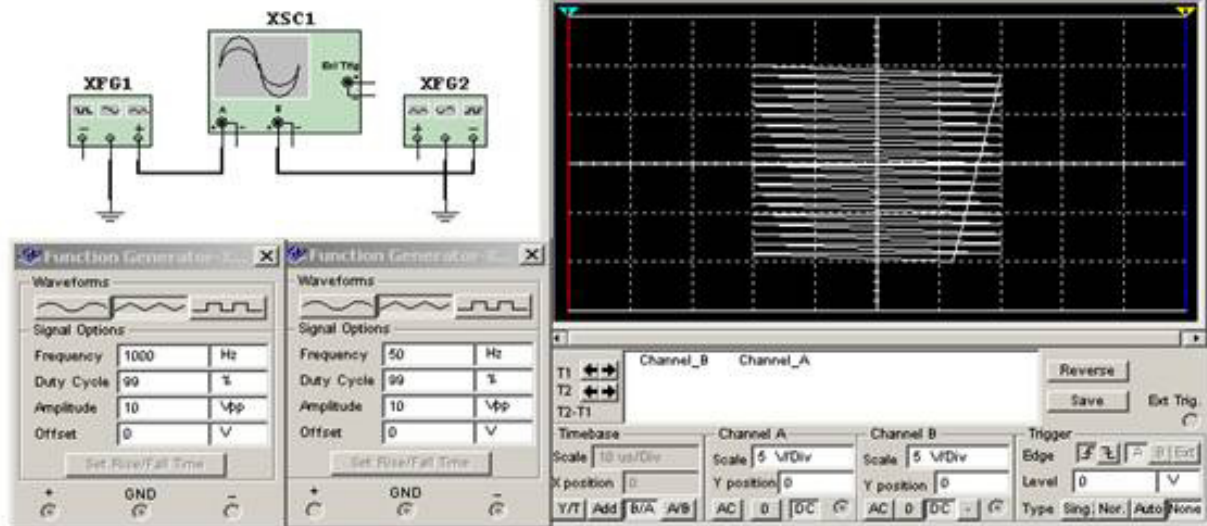 XSC1
XFG1
XFG2
Ext Trig
A
B
Function Generator-X...
Waveforms
Signal Options
Frequency 1000 Hz
Duty Cycle 99 %
Amplitude 10 Vpp
Offset 0 V
Set Rise/Fall Time
+ GND -
Function Generator-X...
Waveforms
Signal Options
Frequency 50 Hz
Duty Cycle 99 %
Amplitude 10 Vpp
Offset 0 V
Set Rise/Fall Time
+ GND -
T1
T2
T2-T1
Channel_B Channel_A
Reverse
Save
Ext Trig.
Timebase
Scale 10 us/Div
X position 0
Y/T Add B/A A/B
Channel A
Scale 5 V/Div
Y position 0
AC 0 DC
Channel B
Scale 5 V/Div
Y position 0
AC 0 DC -
Trigger
Edge A B Ext
Level 0 V
Type Sing. Nor. Auto None